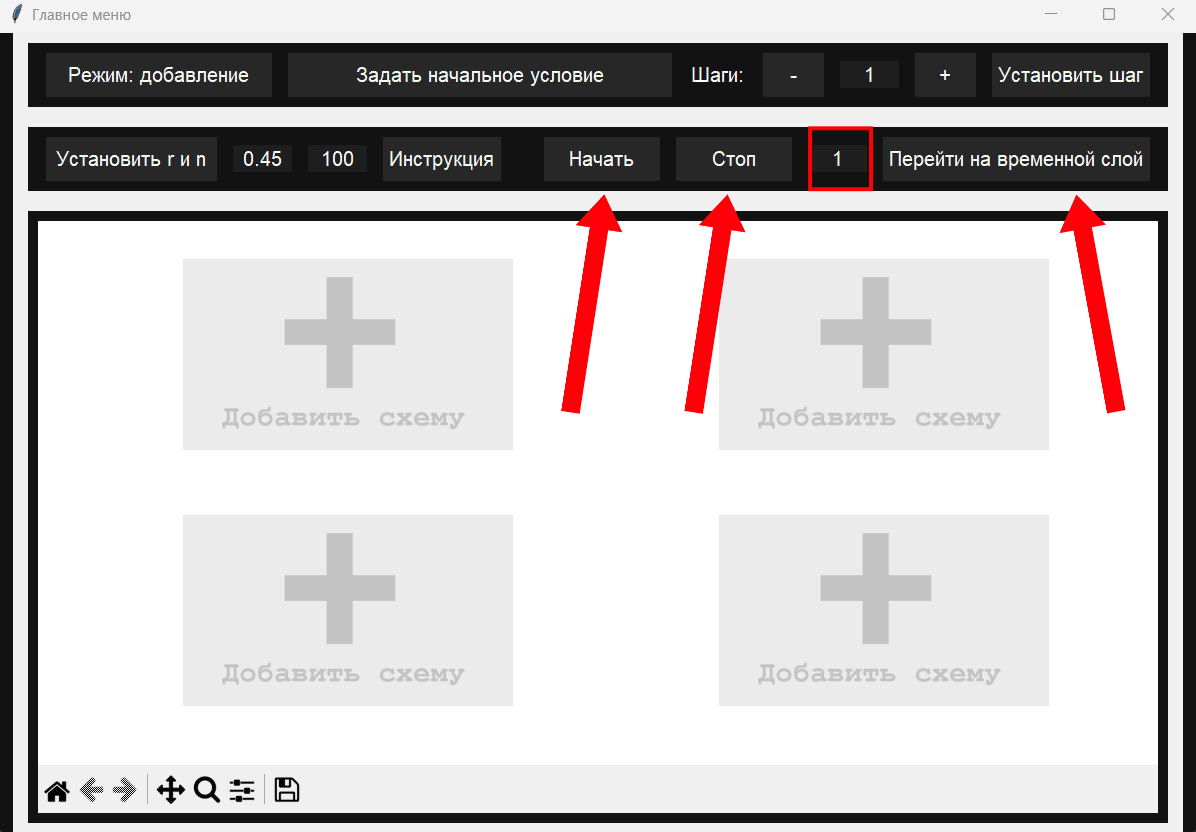 Главное меню
Режим: добавление Задать начальное условие Шаги: - 1 + Установить шаг
Установить r и n 0.45 100 Инструкция Начать Стоп 1 Перейти на временной слой
Добавить схему Добавить схему
Добавить схему Добавить схему